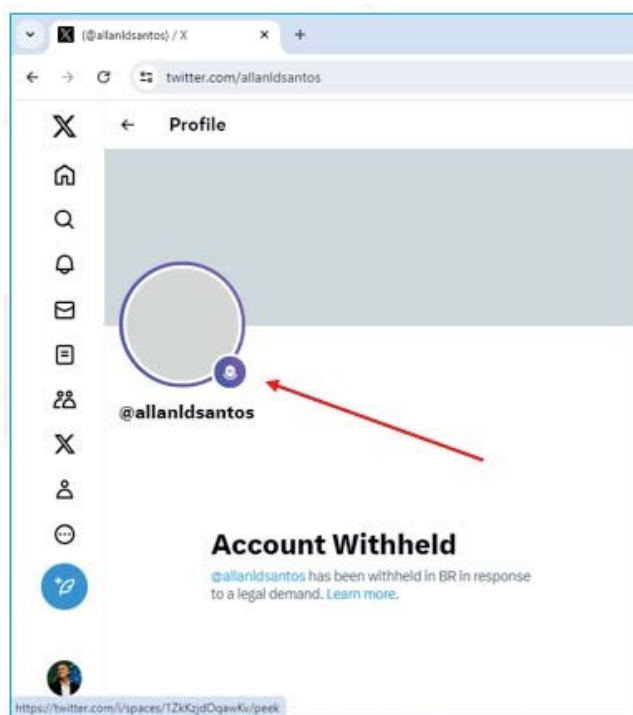 (@allanldsantos) / X
twitter.com/allanldsantos
Profile
@allanldsantos
Account Withheld
@allanldsantos has been withheld in BR in response
to a legal demand. Learn more.
https://twitter.com/i/spaces/1ZkKzjdOqawKv/peek